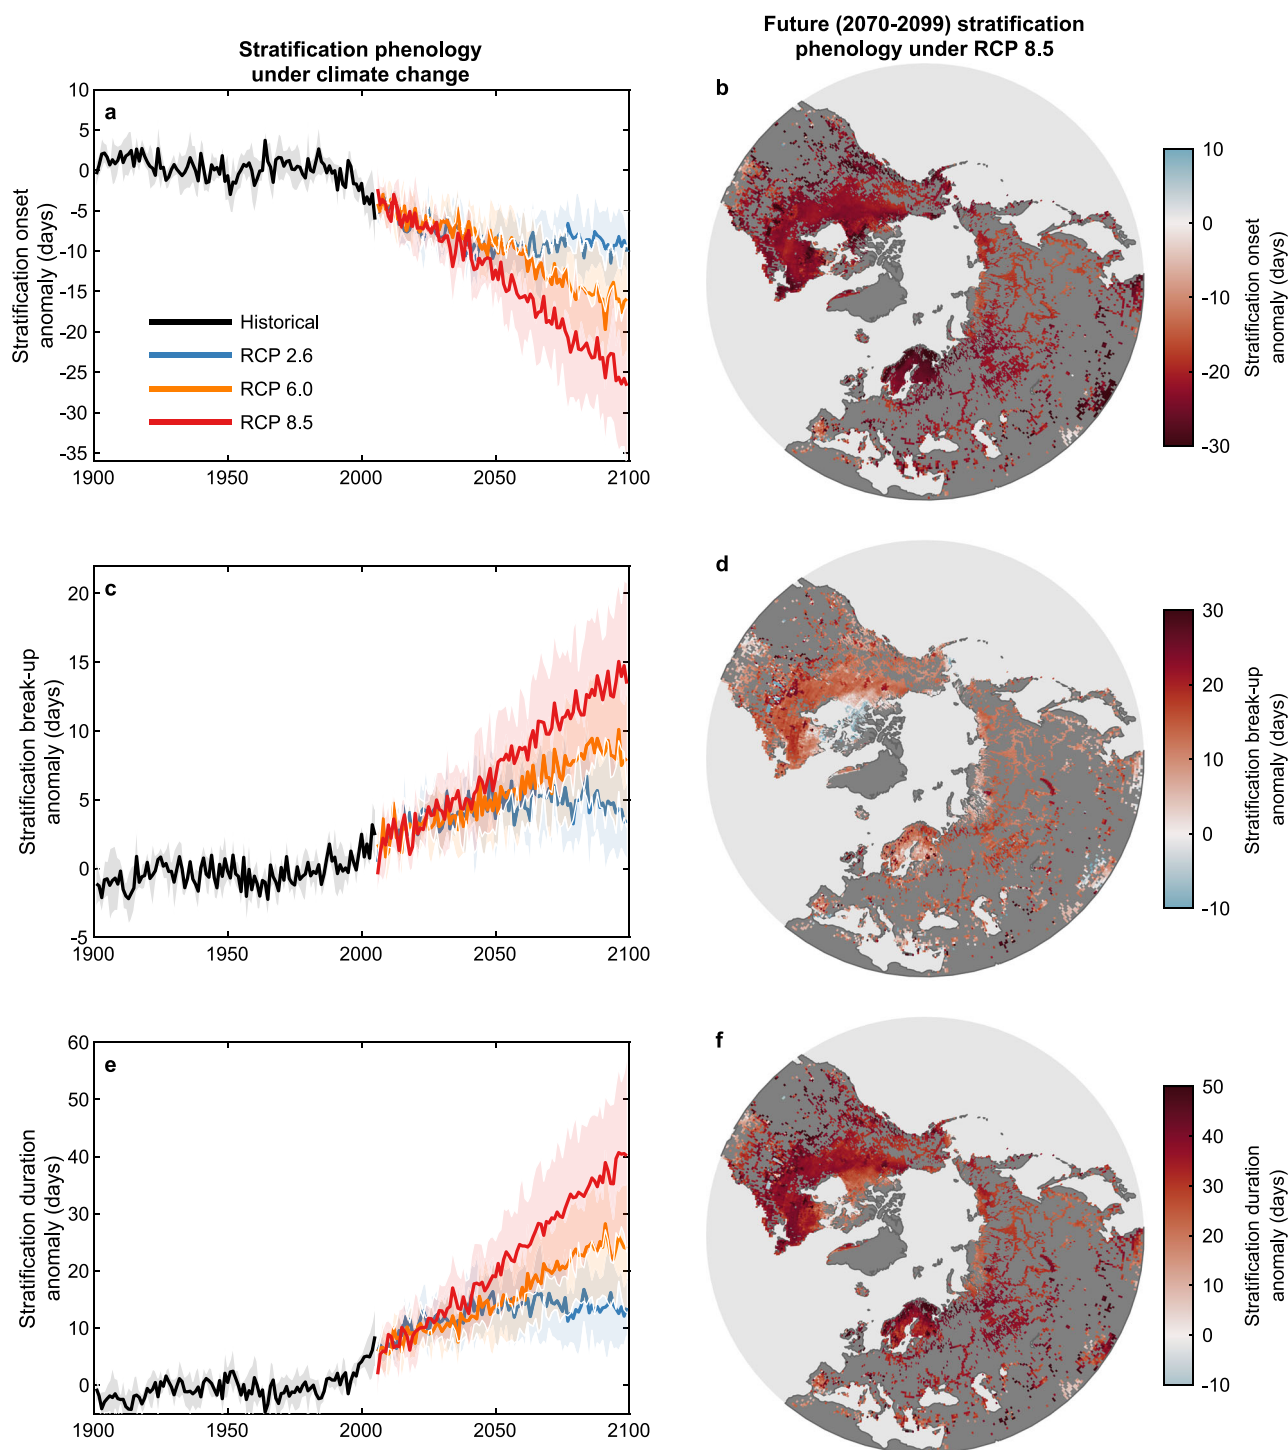 Stratification phenology
under climate change
Future (2070-2099) stratification
phenology under RCP 8.5
a
10
5
0
-5
-10
-15
-20
-25
-30
-35
1900
1950
2000
2050
2100
Stratification onset
anomaly (days)
Historical
RCP 2.6
RCP 6.0
RCP 8.5
b
10
0
-10
-20
-30
Stratification onset
anomaly (days)
c
20
15
10
5
0
-5
1900
1950
2000
2050
2100
Stratification break-up
anomaly (days)
d
30
20
10
0
-10
Stratification break-up
anomaly (days)
e
60
50
40
30
20
10
0
1900
1950
2000
2050
2100
Stratification duration
anomaly (days)
f
50
40
30
20
10
0
-10
Stratification duration
anomaly (days)